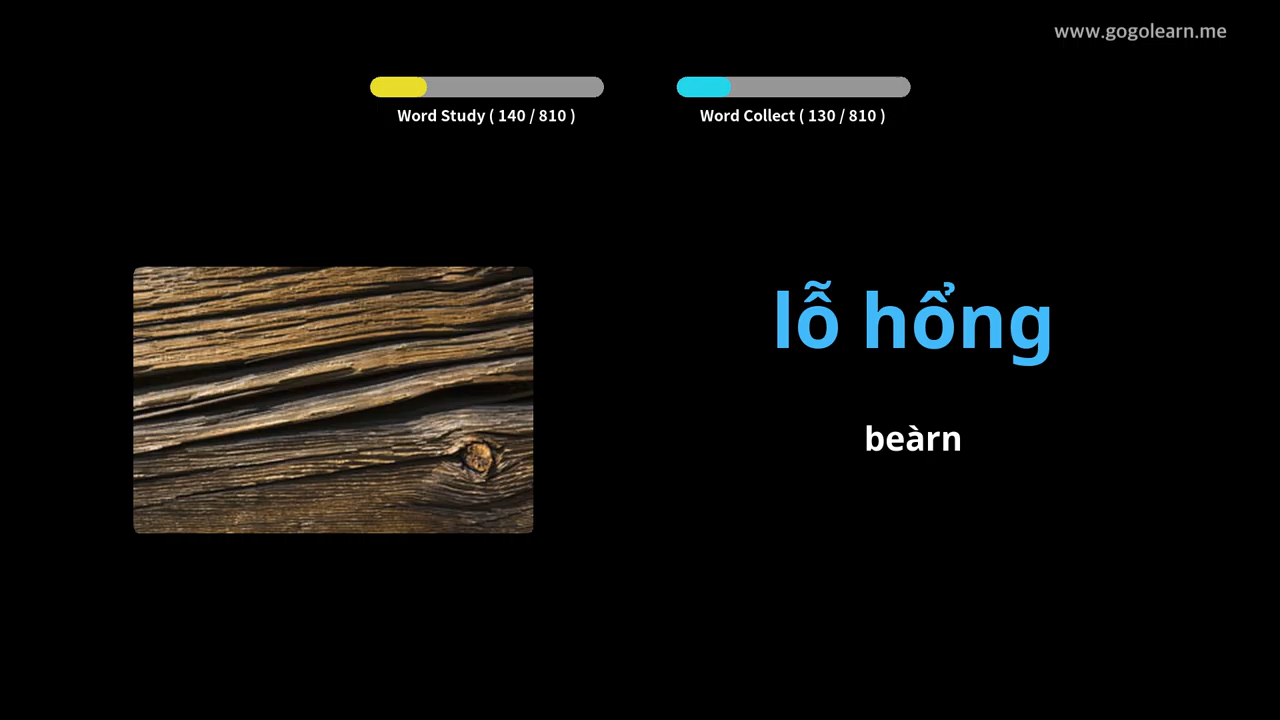 www.gogolearn.me
Word Study ( 140 / 810 )
Word Collect ( 130 / 810 )
lỗ hổng
beàrn